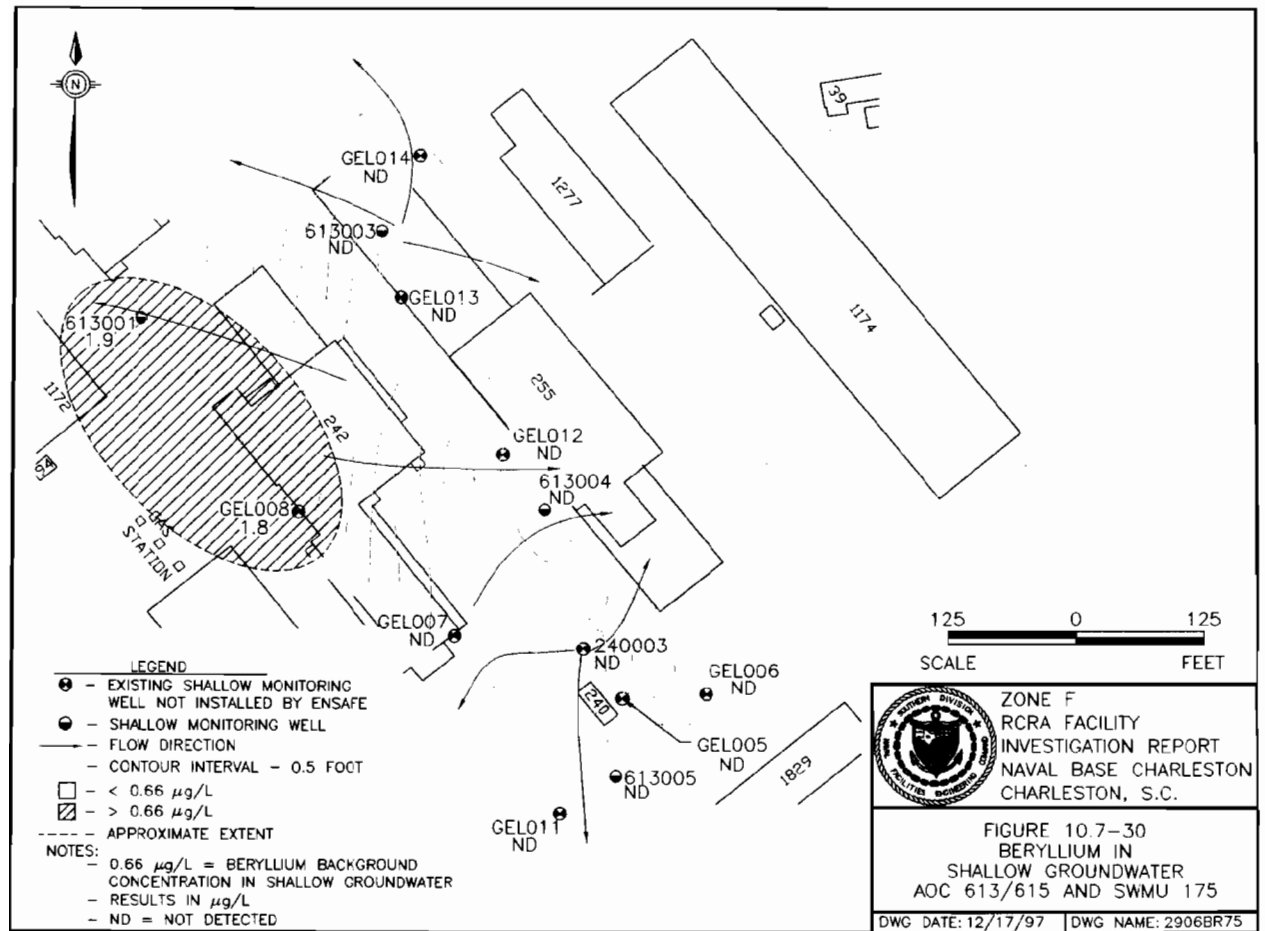 N
39
GEL014
ND
1277
613003
ND
GEL013
ND
613001
1.9
1174
255
1172
242
GEL012
ND
94
613004
ND
GEL008
1.8
GAS
STATION
GEL007
ND
240003
ND
GEL006
ND
240
GEL005
ND
613005
ND
1829
GEL011
ND
125 0 125
SCALE FEET
LEGEND
- EXISTING SHALLOW MONITORING
WELL NOT INSTALLED BY ENSAFE
- SHALLOW MONITORING WELL
- FLOW DIRECTION
- CONTOUR INTERVAL - 0.5 FOOT
- < 0.66 µg/L
- > 0.66 µg/L
- APPROXIMATE EXTENT
NOTES:
- 0.66 µg/L = BERYLLIUM BACKGROUND
CONCENTRATION IN SHALLOW GROUNDWATER
- RESULTS IN µg/L
- ND = NOT DETECTED
SOUTHERN DIVISION
NAVAL FACILITIES ENGINEERING COMMAND
ZONE F
RCRA FACILITY
INVESTIGATION REPORT
NAVAL BASE CHARLESTON
CHARLESTON, S.C.
FIGURE 10.7-30
BERYLLIUM IN
SHALLOW GROUNDWATER
AOC 613/615 AND SWMU 175
DWG DATE: 12/17/97 DWG NAME: 2906BR75